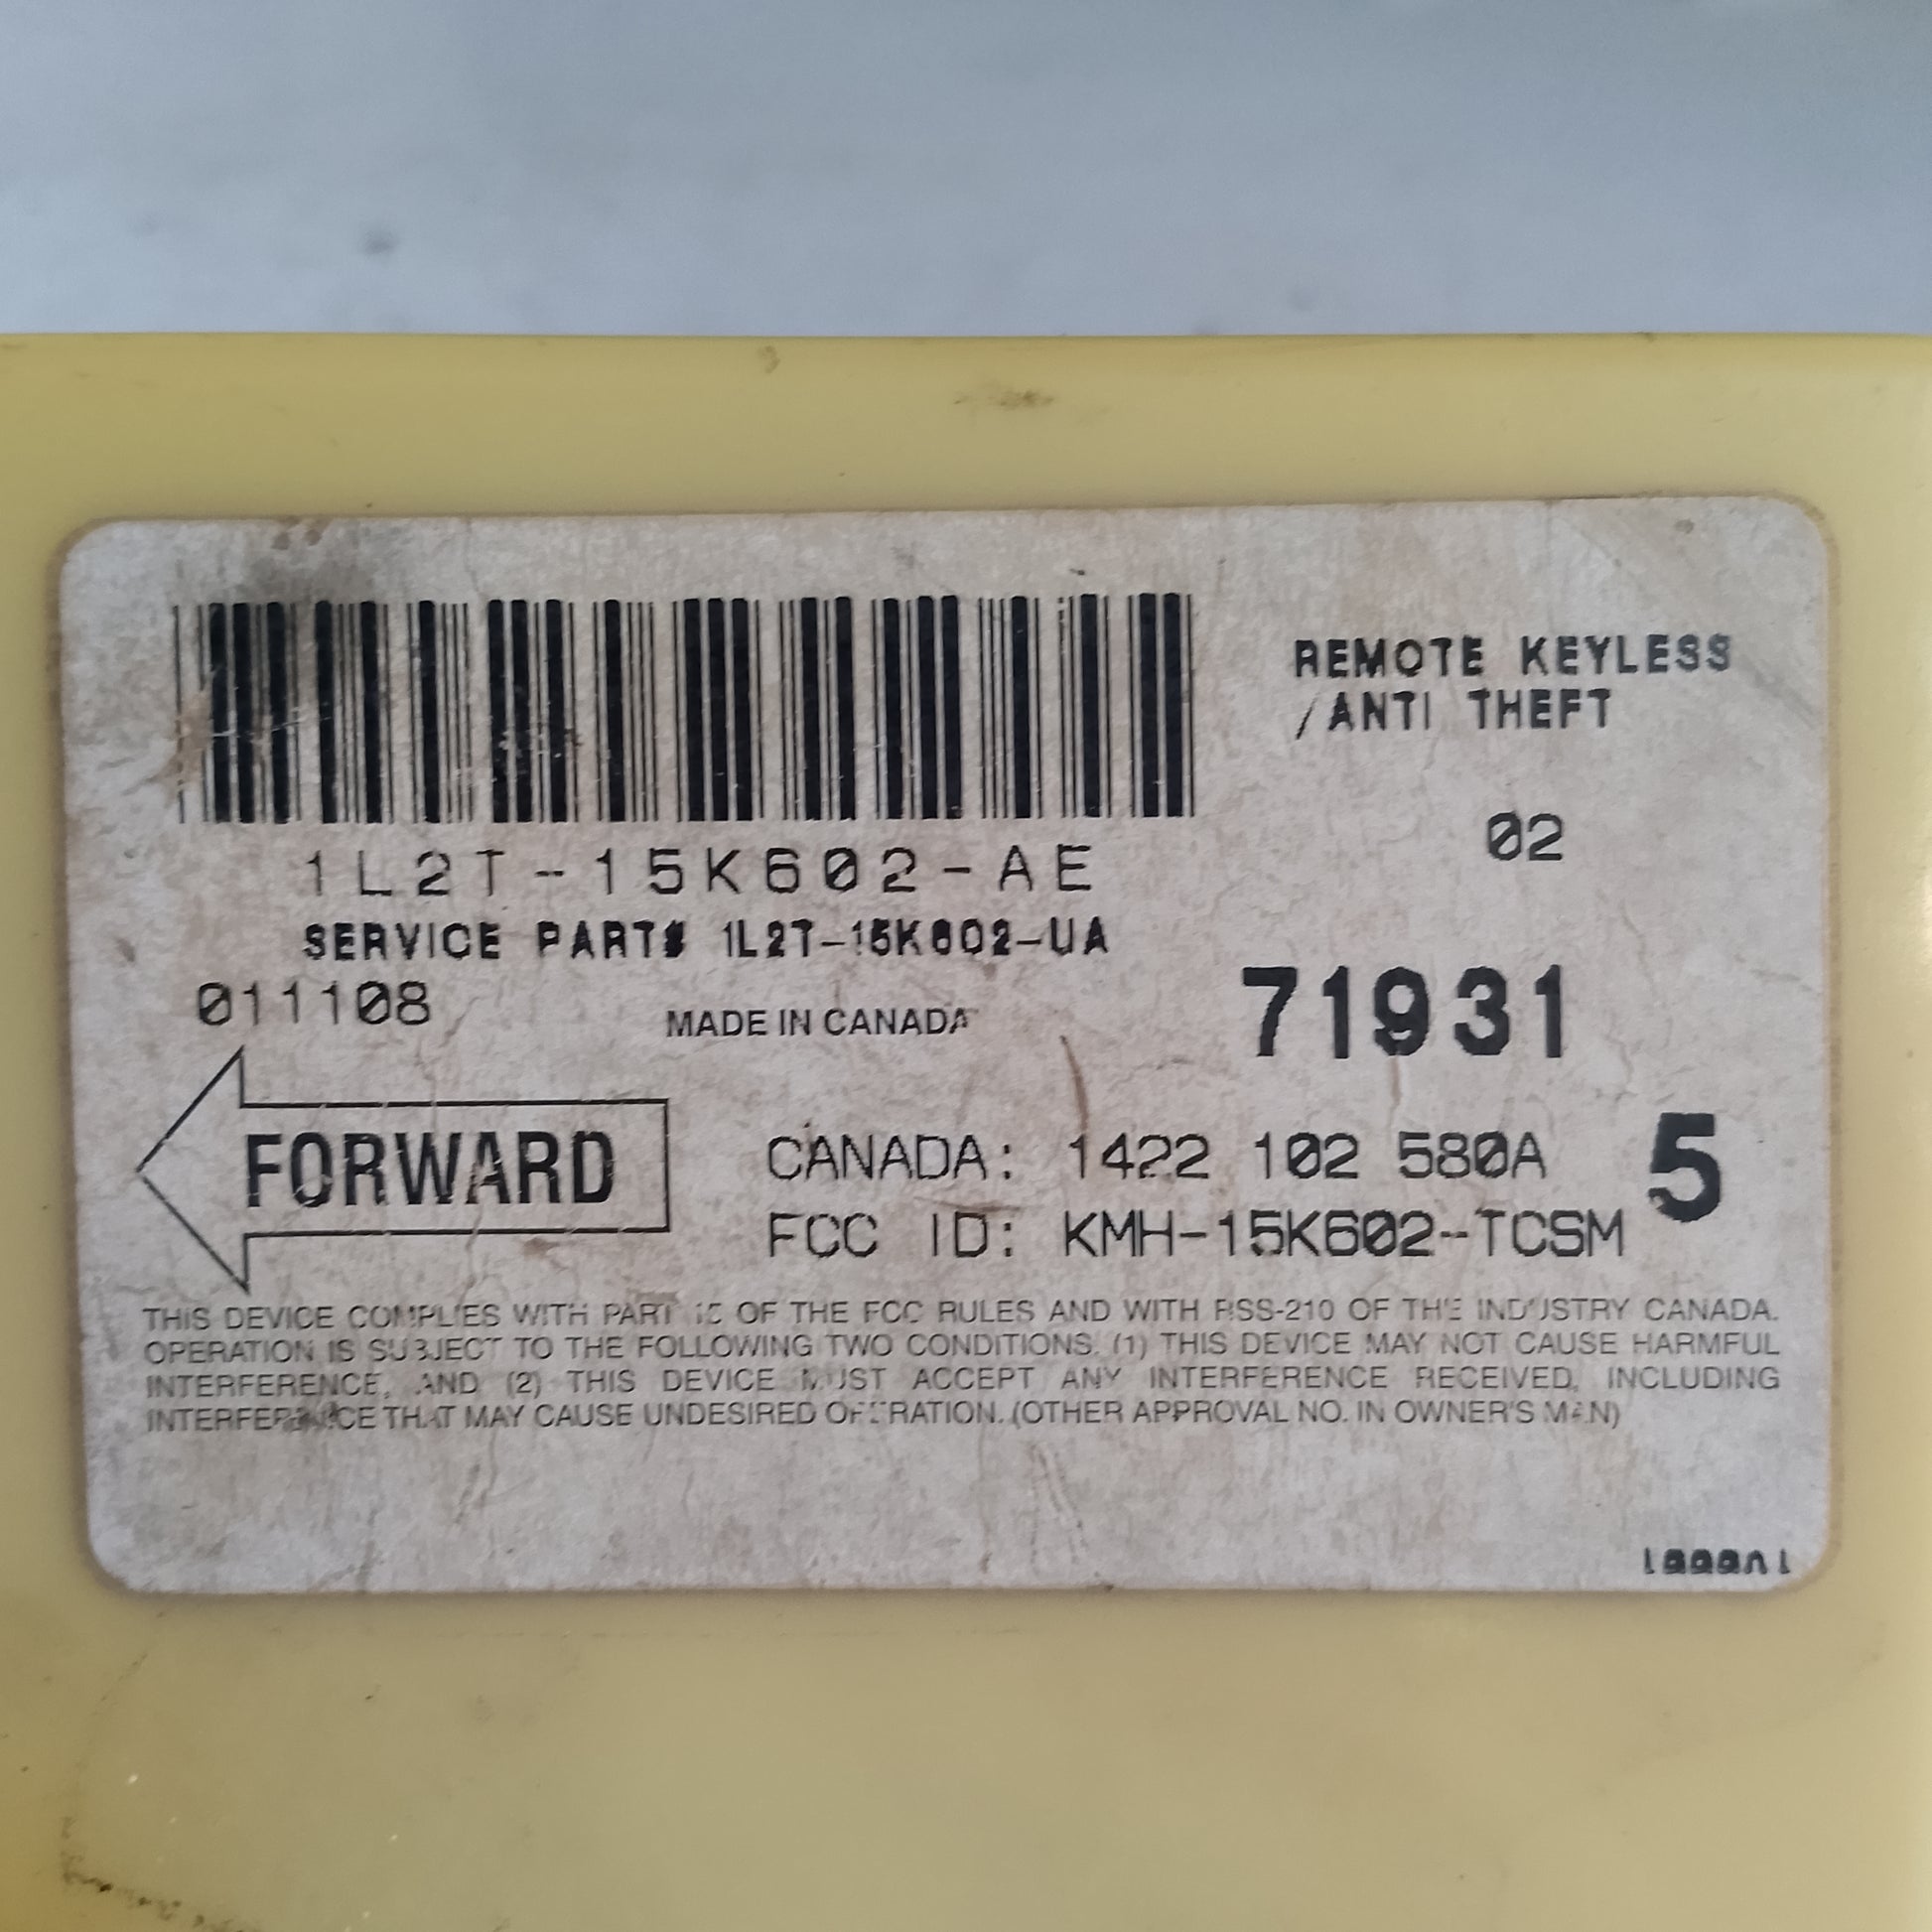 REMOTE KEYLESS
/ANTI THEFT
02
1L2T-15K602-AE
SERVICE PART# 1L2T-15K602-UA
011108
MADE IN CANADA
71931
FORWARD
CANADA: 1422 102 580A
5
FCC ID: KMH-15K602-TCSM
THIS DEVICE COMPLIES WITH PART 15 OF THE FCC RULES AND WITH RSS-210 OF THE INDUSTRY CANADA.
OPERATION IS SUBJECT TO THE FOLLOWING TWO CONDITIONS. (1) THIS DEVICE MAY NOT CAUSE HARMFUL
INTERFERENCE, AND (2) THIS DEVICE MUST ACCEPT ANY INTERFERENCE RECEIVED, INCLUDING
INTERFERENCE THAT MAY CAUSE UNDESIRED OPERATION. (OTHER APPROVAL NO. IN OWNER'S MAN)